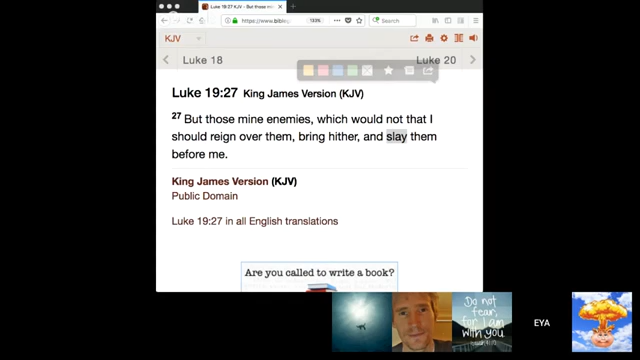 Luke 19:27 KJV - But those min
https://www.bibleg
133%
Search
KJV
Luke 18
Luke 20
Luke 19:27 King James Version (KJV)
27 But those mine enemies, which would not that I
should reign over them, bring hither, and slay them
before me.
King James Version (KJV)
Public Domain
Luke 19:27 in all English translations
Are you called to write a book?
Do not
fear,
for I am
with you
EYA